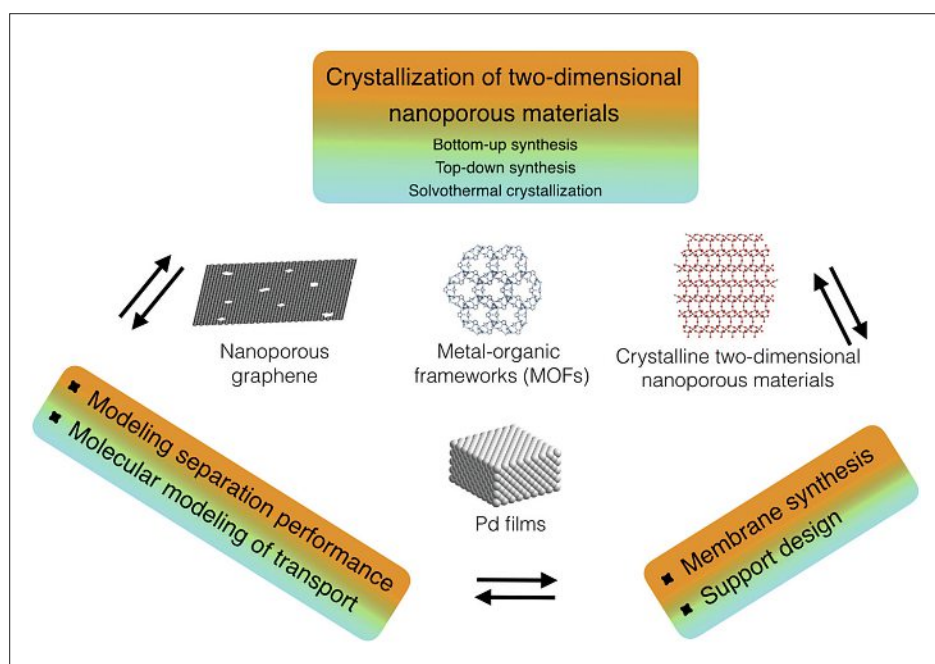 Crystallization of two-dimensional
nanoporous materials
Bottom-up synthesis
Top-down synthesis
Solvothermal crystallization
Nanoporous
graphene
Metal-organic
frameworks (MOFs)
Crystalline two-dimensional
nanoporous materials
Modeling separation performance
Molecular modeling of transport
Pd films
Membrane synthesis
Support design